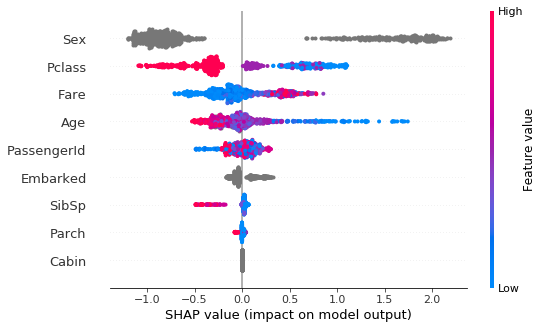 High
Sex
Pclass
Fare
Age
PassengerId
Embarked
SibSp
Parch
Cabin
Feature value
Low
−1.0 −0.5 0.0 0.5 1.0 1.5 2.0
SHAP value (impact on model output)